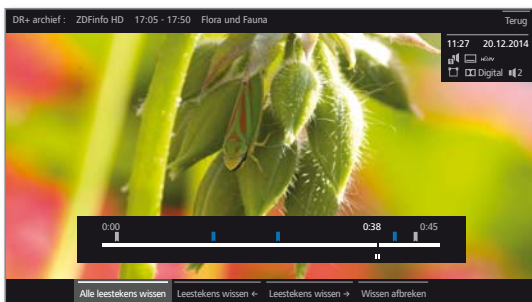 DR+ archief : ZDFinfo HD 17:05 - 17:50 Flora und Fauna Terug
11:27 20.12.2014
Digital 2
0:00 0:38 0:45
Alle leestekens wissen Leestekens wissen ← Leestekens wissen → Wissen afbreken